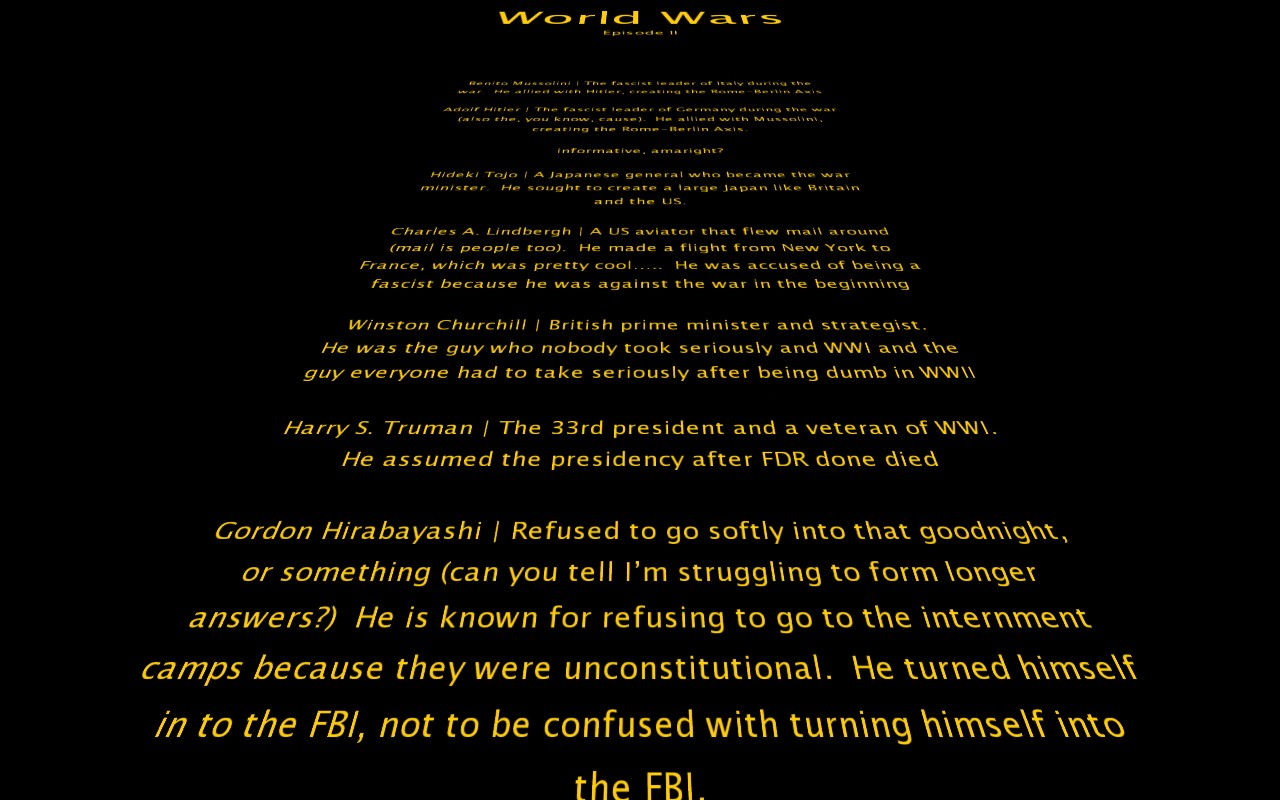 World Wars
Episode II
Benito Mussolini | The fascist leader of Italy during the
war.  He allied with Hitler, creating the Rome-Berlin Axis
Adolf Hitler | The fascist leader of Germany during the war
(also the, you know, cause).  He allied with Mussolini,
creating the Rome-Berlin Axis.
informative, amaright?
Hideki Tojo | A Japanese general who became the war
minister.  He sought to create a large Japan like Britain
and the US.
Charles A. Lindbergh | A US aviator that flew mail around
(mail is people too).  He made a flight from New York to
France, which was pretty cool.....  He was accused of being a
fascist because he was against the war in the beginning
Winston Churchill | British prime minister and strategist.
He was the guy who nobody took seriously and WWI and the
guy everyone had to take seriously after being dumb in WWII
Harry S. Truman | The 33rd president and a veteran of WWI.
He assumed the presidency after FDR done died
Gordon Hirabayashi | Refused to go softly into that goodnight,
or something (can you tell I’m struggling to form longer
answers?)  He is known for refusing to go to the internment
camps because they were unconstitutional.  He turned himself
in to the FBI, not to be confused with turning himself into
the FBI.